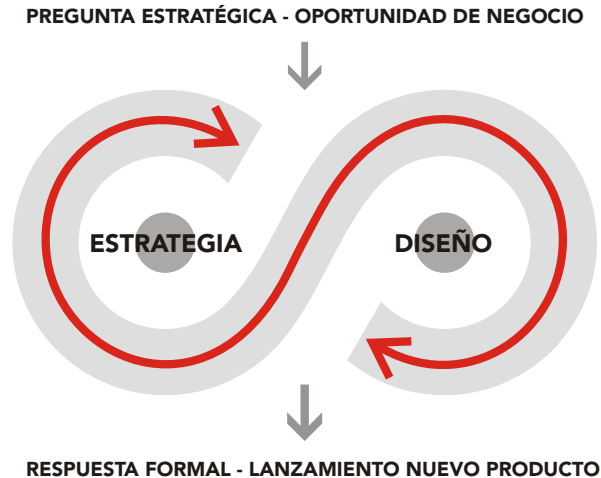 PREGUNTA ESTRATÉGICA - OPORTUNIDAD DE NEGOCIO
ESTRATEGIA
DISEÑO
RESPUESTA FORMAL - LANZAMIENTO NUEVO PRODUCTO